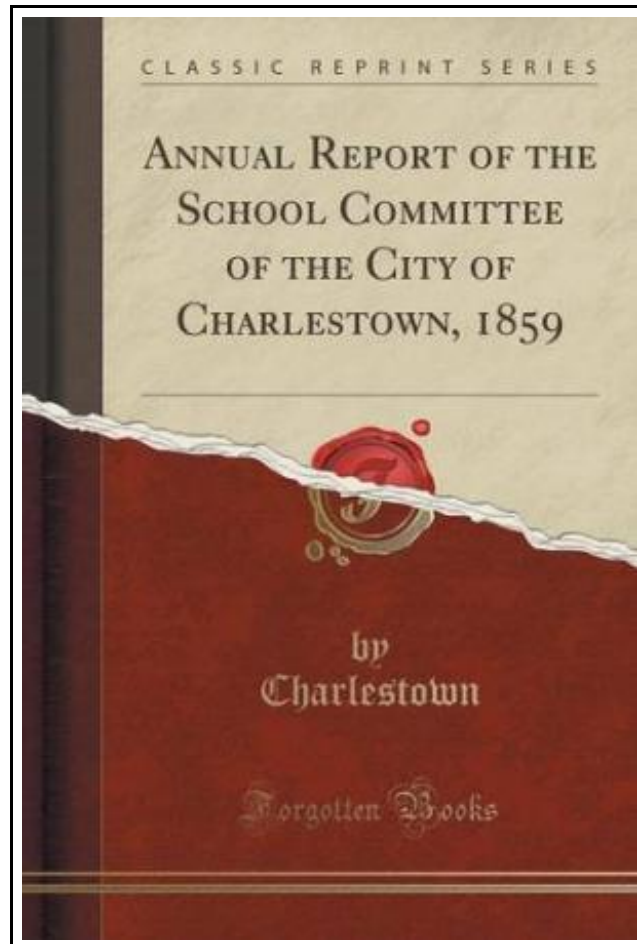 CLASSIC REPRINT SERIES
ANNUAL REPORT OF THE
SCHOOL COMMITTEE
OF THE CITY OF
CHARLESTOWN, 1859
F
by
Charlestown
Forgotten Books